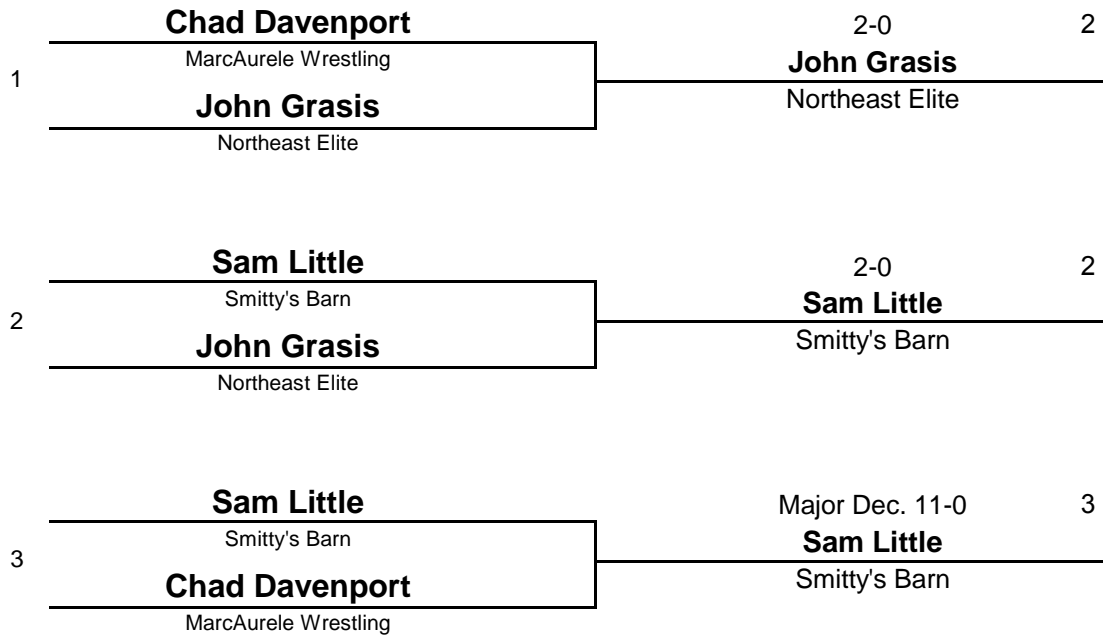 Chad Davenport
MarcAurele Wrestling
1
John Grasis
Northeast Elite
2-0 2
John Grasis
Northeast Elite
Sam Little
Smitty's Barn
2
John Grasis
Northeast Elite
2-0 2
Sam Little
Smitty's Barn
Sam Little
Smitty's Barn
3
Chad Davenport
MarcAurele Wrestling
Major Dec. 11-0 3
Sam Little
Smitty's Barn